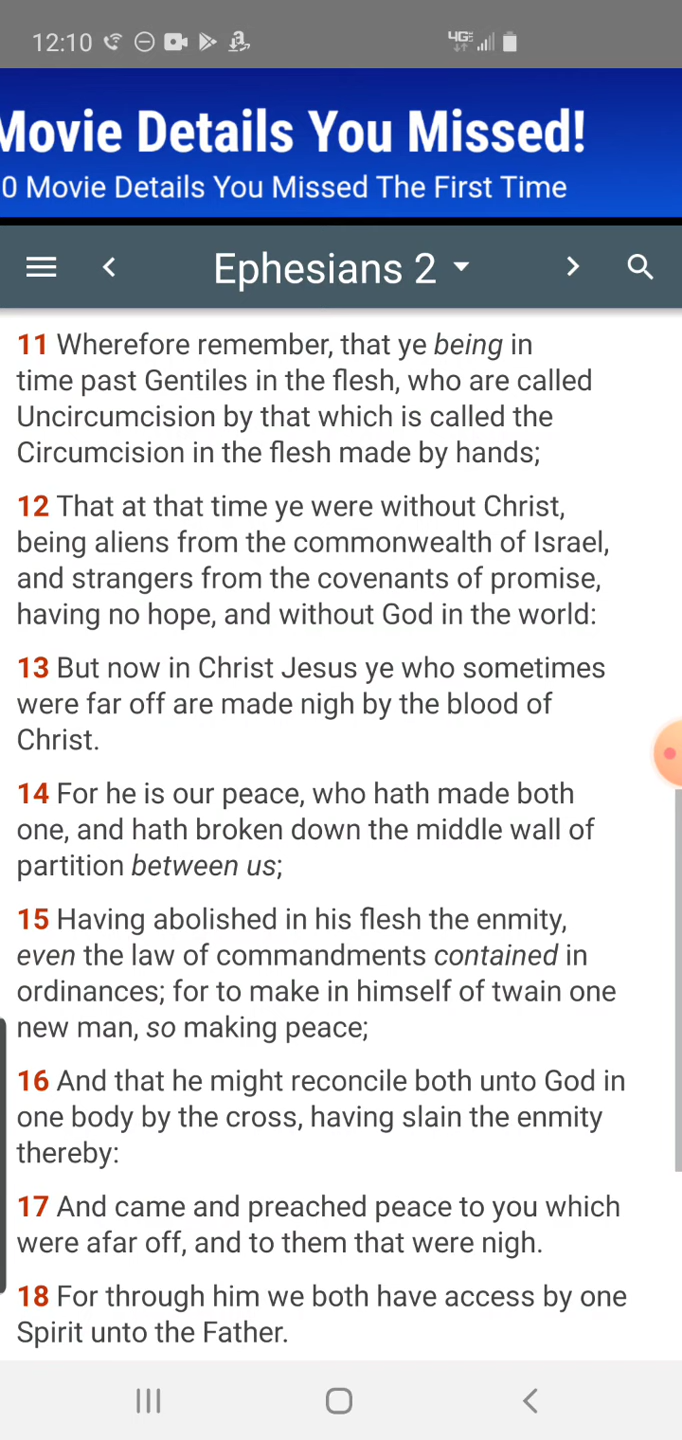 12:10
4GE
Movie Details You Missed!
0 Movie Details You Missed The First Time
Ephesians 2
11 Wherefore remember, that ye being in
time past Gentiles in the flesh, who are called
Uncircumcision by that which is called the
Circumcision in the flesh made by hands;
12 That at that time ye were without Christ,
being aliens from the commonwealth of Israel,
and strangers from the covenants of promise,
having no hope, and without God in the world:
13 But now in Christ Jesus ye who sometimes
were far off are made nigh by the blood of
Christ.
14 For he is our peace, who hath made both
one, and hath broken down the middle wall of
partition between us;
15 Having abolished in his flesh the enmity,
even the law of commandments contained in
ordinances; for to make in himself of twain one
new man, so making peace;
16 And that he might reconcile both unto God in
one body by the cross, having slain the enmity
thereby:
17 And came and preached peace to you which
were afar off, and to them that were nigh.
18 For through him we both have access by one
Spirit unto the Father.